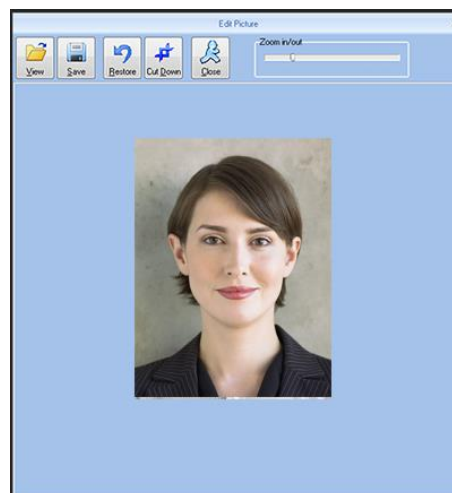 Edit Picture
View
Save
Restore
Cut Down
Close
Zoom in/out